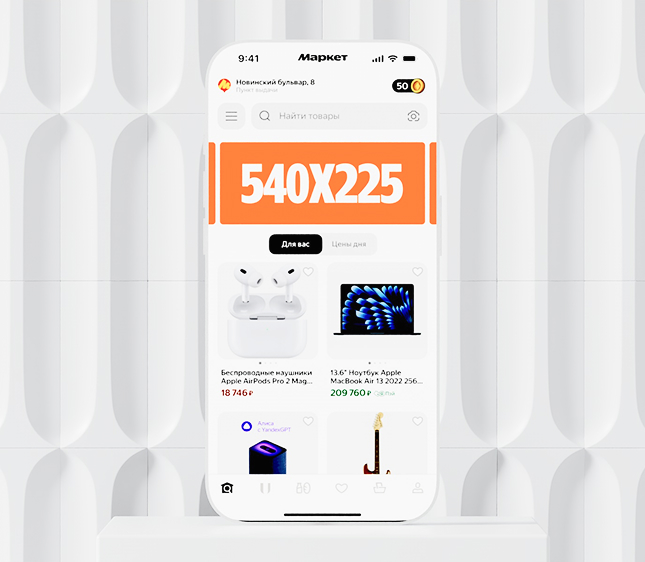 9:41
Маркет
Новинский бульвар, 8
Пункт выдачи
50
Найти товары
540X225
Для вас
Цены дня
Беспроводные наушники
Apple AirPods Pro 2 Mag...
18 746 ₽
13.6" Ноутбук Apple
MacBook Air 13 2022 256...
209 760 ₽
Алиса
с YandexGPT